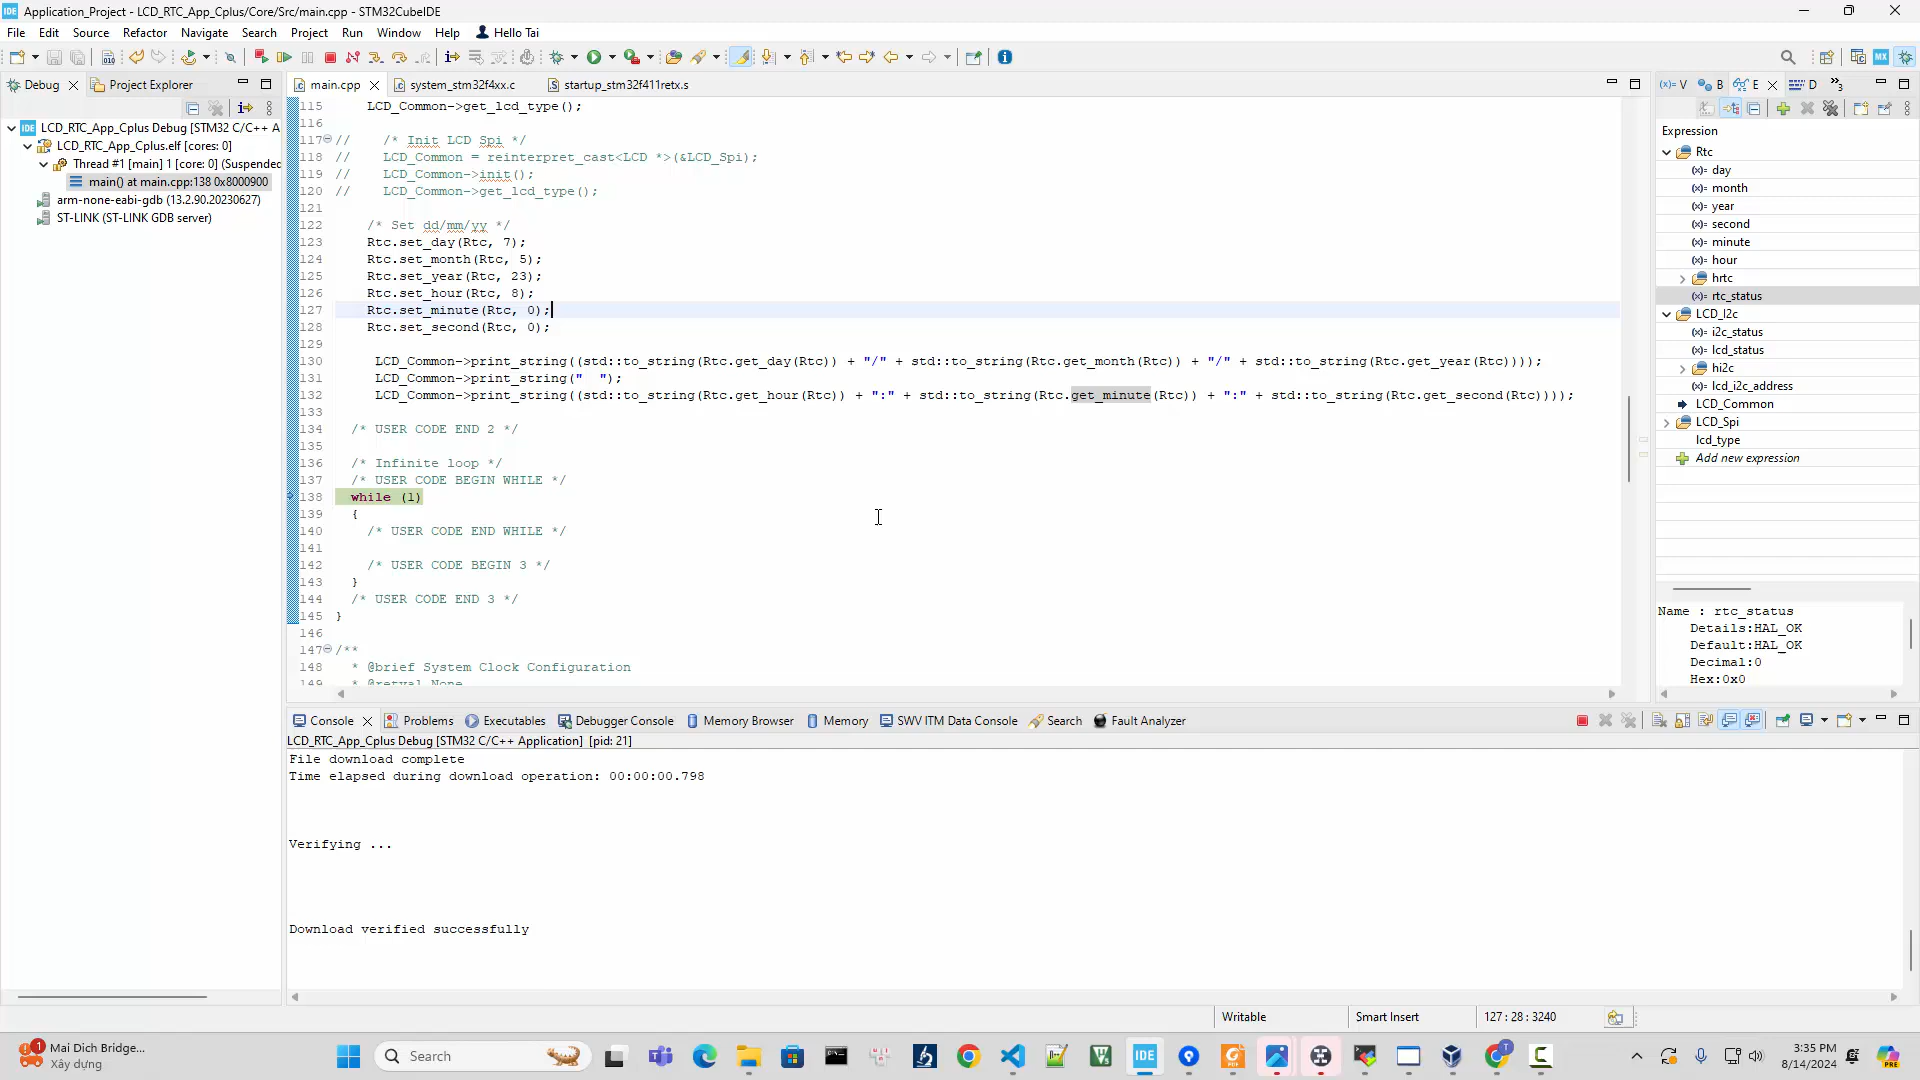 Application_Project - LCD_RTC_App_Cplus/Core/Src/main.cpp - STM32CubeIDE
File Edit Source Refactor Navigate Search Project Run Window Help Hello Tai
Debug Project Explorer
LCD_RTC_App_Cplus Debug [STM32 C/C++ A
LCD_RTC_App_Cplus.elf [cores: 0]
Thread #1 [main] 1 [core: 0] (Suspended
main() at main.cpp:138 0x8000900
arm-none-eabi-gdb (13.2.90.20230627)
ST-LINK (ST-LINK GDB server)
main.cpp system_stm32f4xx.c startup_stm32f411retx.s
115 LCD_Common->get_lcd_type();
116
117 // /* Init LCD Spi */
118 // LCD_Common = reinterpret_cast<LCD *>(&LCD_Spi);
119 // LCD_Common->init();
120 // LCD_Common->get_lcd_type();
121
122 /* Set dd/mm/yy */
123 Rtc.set_day(Rtc, 7);
124 Rtc.set_month(Rtc, 5);
125 Rtc.set_year(Rtc, 23);
126 Rtc.set_hour(Rtc, 8);
127 Rtc.set_minute(Rtc, 0);
128 Rtc.set_second(Rtc, 0);
129
130 LCD_Common->print_string((std::to_string(Rtc.get_day(Rtc)) + "/" + std::to_string(Rtc.get_month(Rtc)) + "/" + std::to_string(Rtc.get_year(Rtc))));
131 LCD_Common->print_string("  ");
132 LCD_Common->print_string((std::to_string(Rtc.get_hour(Rtc)) + ":" + std::to_string(Rtc.get_minute(Rtc)) + ":" + std::to_string(Rtc.get_second(Rtc))));
133
134 /* USER CODE END 2 */
135
136 /* Infinite loop */
137 /* USER CODE BEGIN WHILE */
138 while (1)
139 {
140 /* USER CODE END WHILE */
141
142 /* USER CODE BEGIN 3 */
143 }
144 /* USER CODE END 3 */
145 }
146
147 /**
148 * @brief System Clock Configuration
149 * @retval None
V B E D 3
Expression
Rtc
(x)= day
(x)= month
(x)= year
(x)= second
(x)= minute
(x)= hour
hrtc
(x)= rtc_status
LCD_I2c
(x)= i2c_status
(x)= lcd_status
hi2c
(x)= lcd_i2c_address
LCD_Common
LCD_Spi
lcd_type
Add new expression
Name : rtc_status
Details:HAL_OK
Default:HAL_OK
Decimal:0
Hex:0x0
Console Problems Executables Debugger Console Memory Browser Memory SWV ITM Data Console Search Fault Analyzer
LCD_RTC_App_Cplus Debug [STM32 C/C++ Application] [pid: 21]
File download complete
Time elapsed during download operation: 00:00:00.798
Verifying ...
Download verified successfully
Writable Smart Insert 127 : 28 : 3240
1 Mai Dich Bridge...
Xây dựng
Search
IDE
3:35 PM
8/14/2024